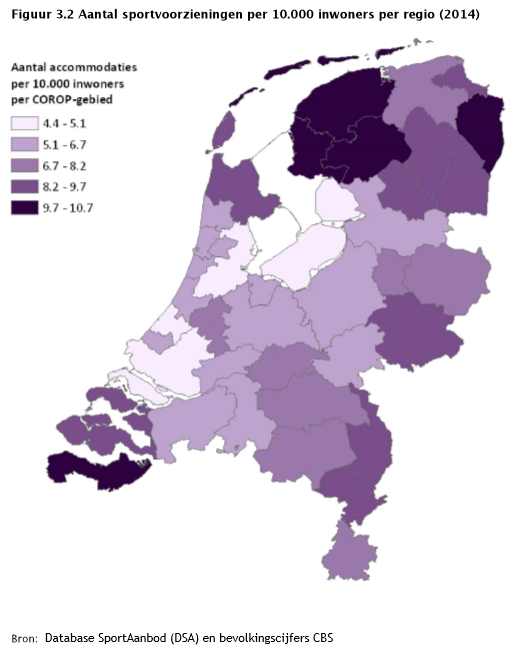 Figuur 3.2 Aantal sportvoorzieningen per 10.000 inwoners per regio (2014)
Aantal accommodaties
per 10.000 inwoners
per COROP-gebied
4.4 - 5.1
5.1 - 6.7
6.7 - 8.2
8.2 - 9.7
9.7 - 10.7
Bron: Database SportAanbod (DSA) en bevolkingscijfers CBS